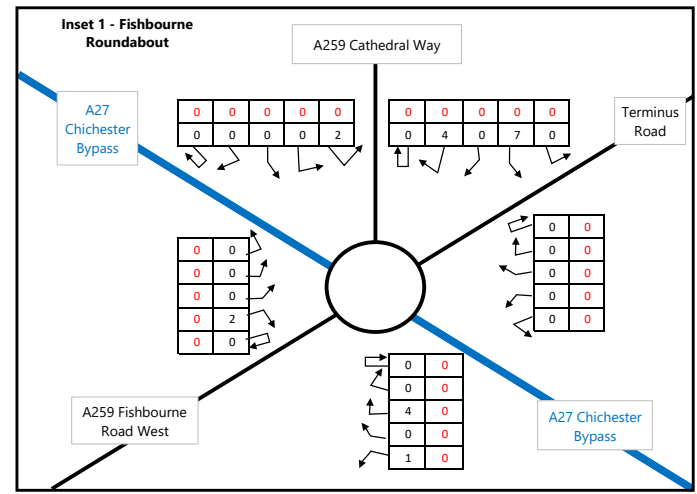 Inset 1 - Fishbourne
Roundabout
A259 Cathedral Way
A27
Chichester
Bypass
0 0 0 0 0
0 0 0 0 2
0 0 0 0 0
0 4 0 7 0
Terminus
Road
0 0
0 0
0 0
0 2
0 0
0 0
0 0
0 0
0 0
0 0
0 0
0 0
4 0
0 0
1 0
A259 Fishbourne
Road West
A27 Chichester
Bypass